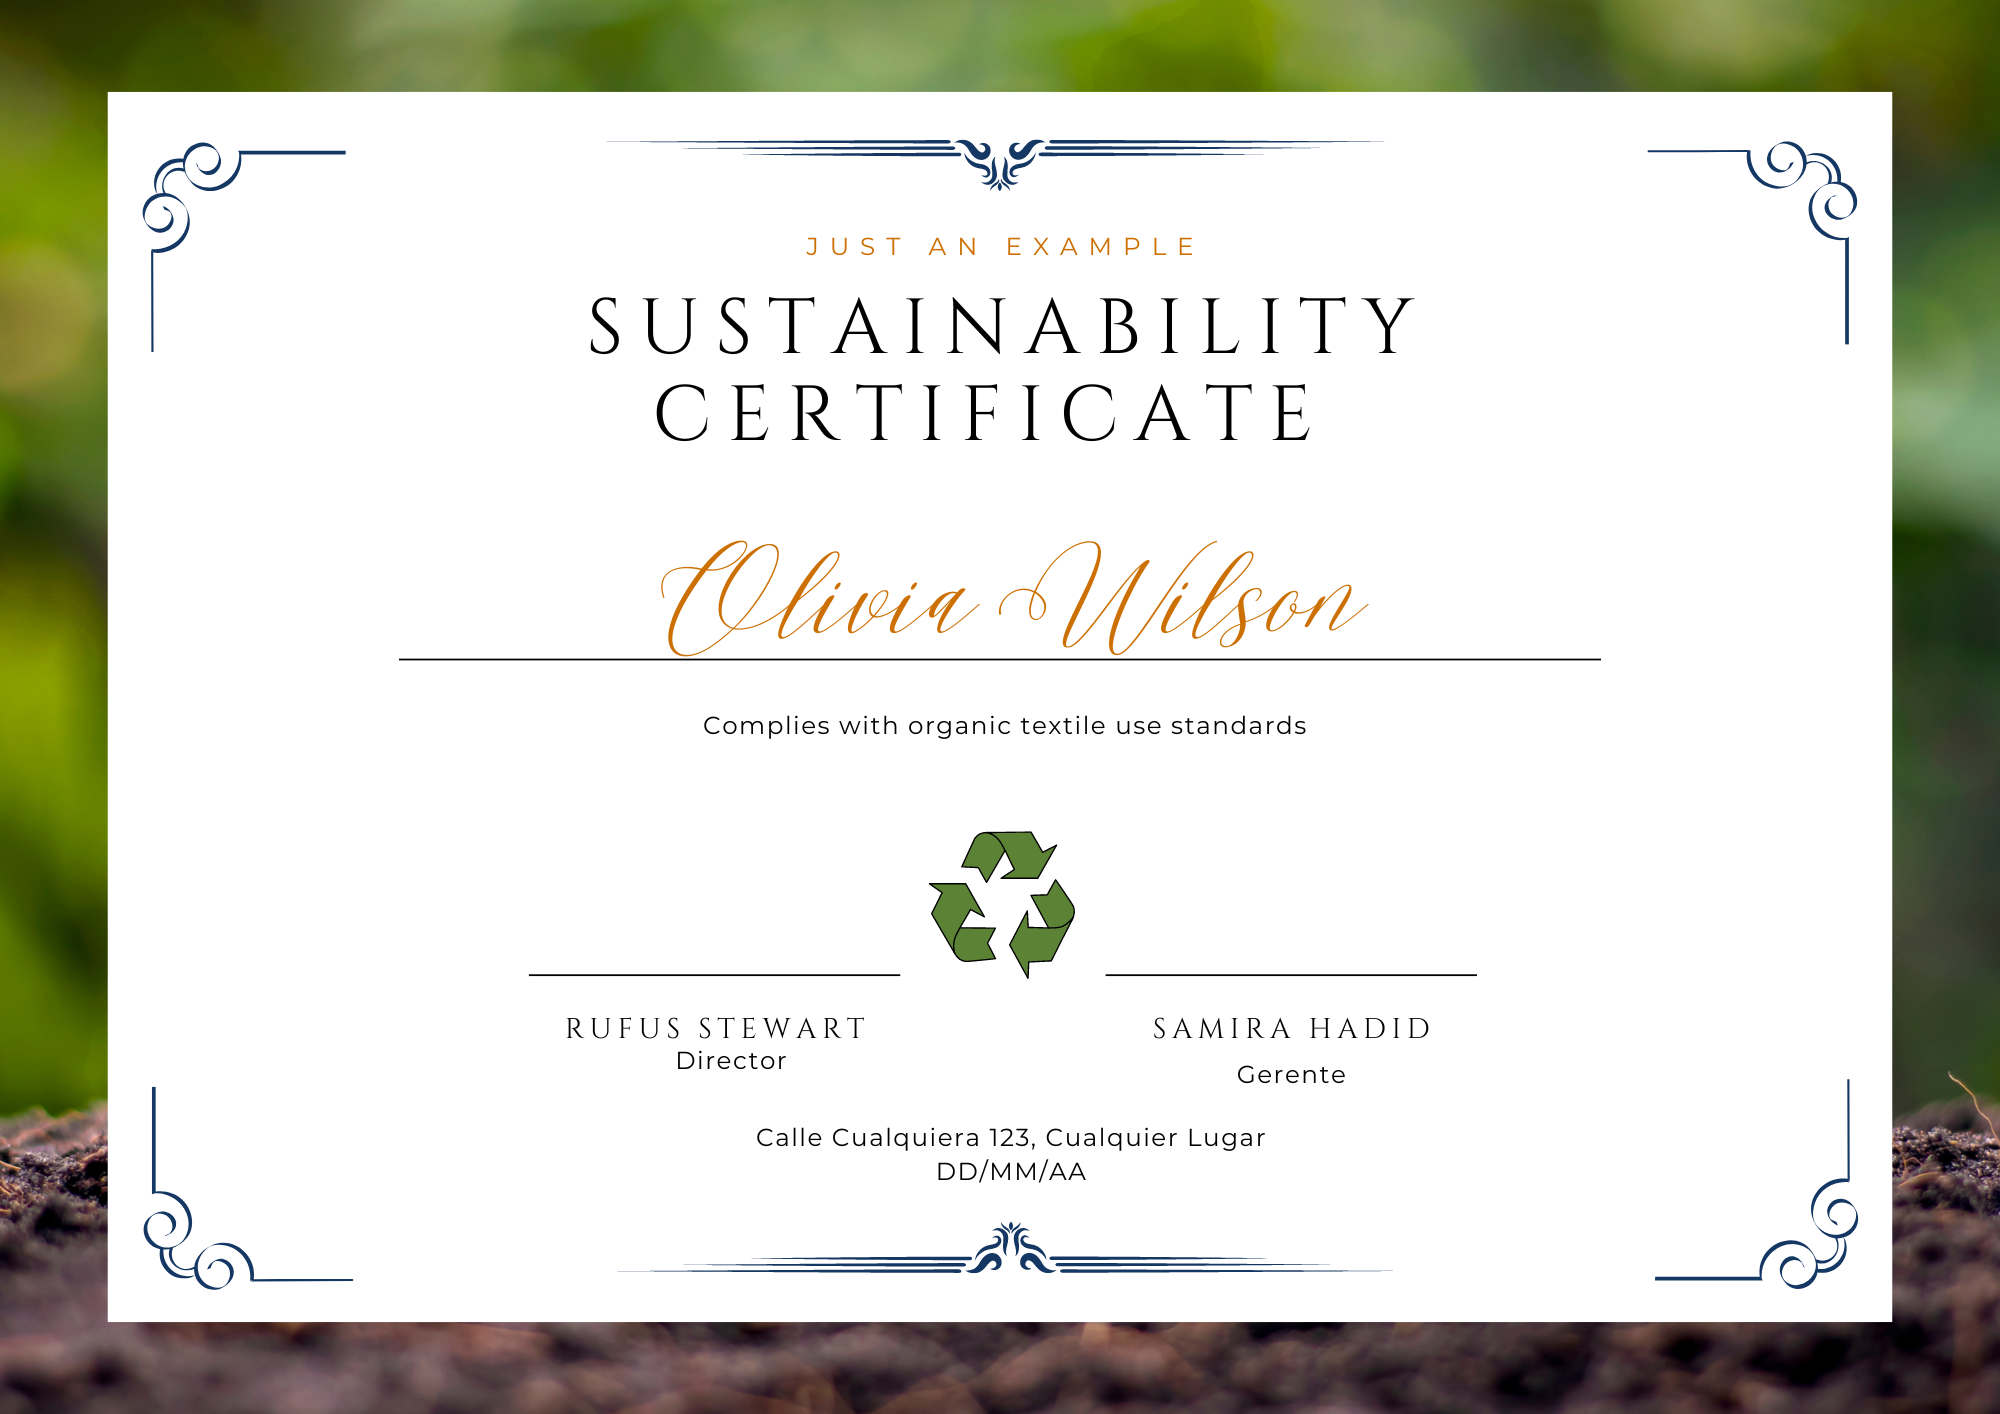 JUST AN EXAMPLE
SUSTAINABILITY
CERTIFICATE
Olivia Wilson
Complies with organic textile use standards
RUFUS STEWART
Director
SAMIRA HADID
Gerente
Calle Cualquiera 123, Cualquier Lugar
DD/MM/AA